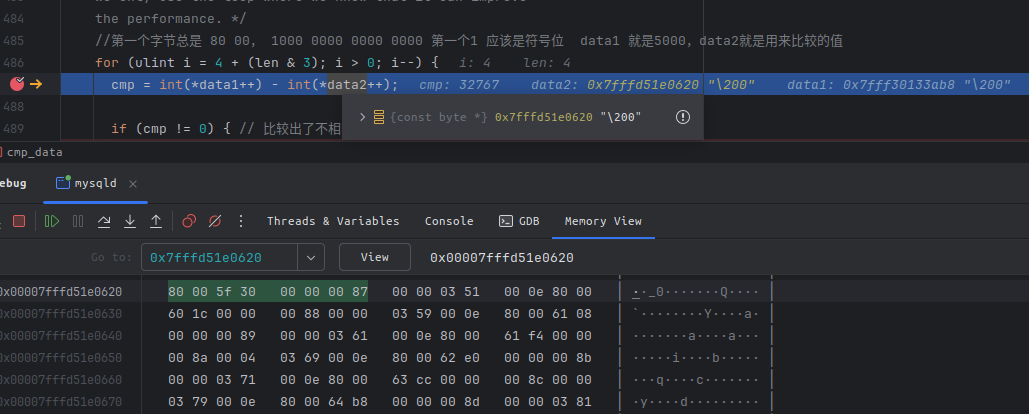 484 the performance. */
485 //第一个字节总是 80 00, 1000 0000 0000 0000 第一个1 应该是符号位 data1 就是5000，data2就是用来比较的值
486 for (ulint i = 4 + (len & 3); i > 0; i--) { i: 4 len: 4
cmp = int(*data1++) - int(*data2++); cmp: 32767 data2: 0x7fffd51e0620 "\200" data1: 0x7fff30133ab8 "\200"
488
{const byte *} 0x7fffd51e0620 "\200"
489 if (cmp != 0) { // 比较出了不相
cmp_data
ebug mysqld
Threads & Variables Console GDB Memory View
Go to: 0x7fffd51e0620 View 0x00007fffd51e0620
0x00007fffd51e0620 80 00 5f 30 00 00 00 87 00 00 03 51 00 0e 80 00 _·_0·······Q····
0x00007fffd51e0630 60 1c 00 00 00 88 00 00 03 59 00 0e 80 00 61 08 `········Y····a·
0x00007fffd51e0640 00 00 00 89 00 00 03 61 00 0e 80 00 61 f4 00 00 ·······a····a···
0x00007fffd51e0650 00 8a 00 04 03 69 00 0e 80 00 62 e0 00 00 00 8b ·····i····b·····
0x00007fffd51e0660 00 00 03 71 00 0e 80 00 63 cc 00 00 00 8c 00 00 ···q····c·······
0x00007fffd51e0670 03 79 00 0e 80 00 64 b8 00 00 00 8d 00 00 03 81 ·y····d·········